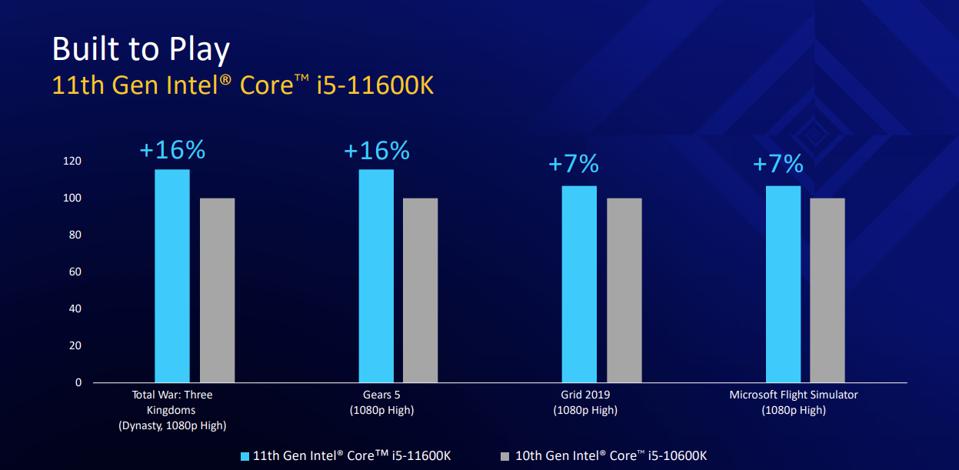 Built to Play
11th Gen Intel® Core™ i5-11600K
+16%
+16%
+7%
+7%
120
100
80
60
40
20
0
Total War: Three
Kingdoms
(Dynasty, 1080p High)
Gears 5
(1080p High)
Grid 2019
(1080p High)
Microsoft Flight Simulator
(1080p High)
11th Gen Intel® Core™ i5-11600K
10th Gen Intel® Core™ i5-10600K